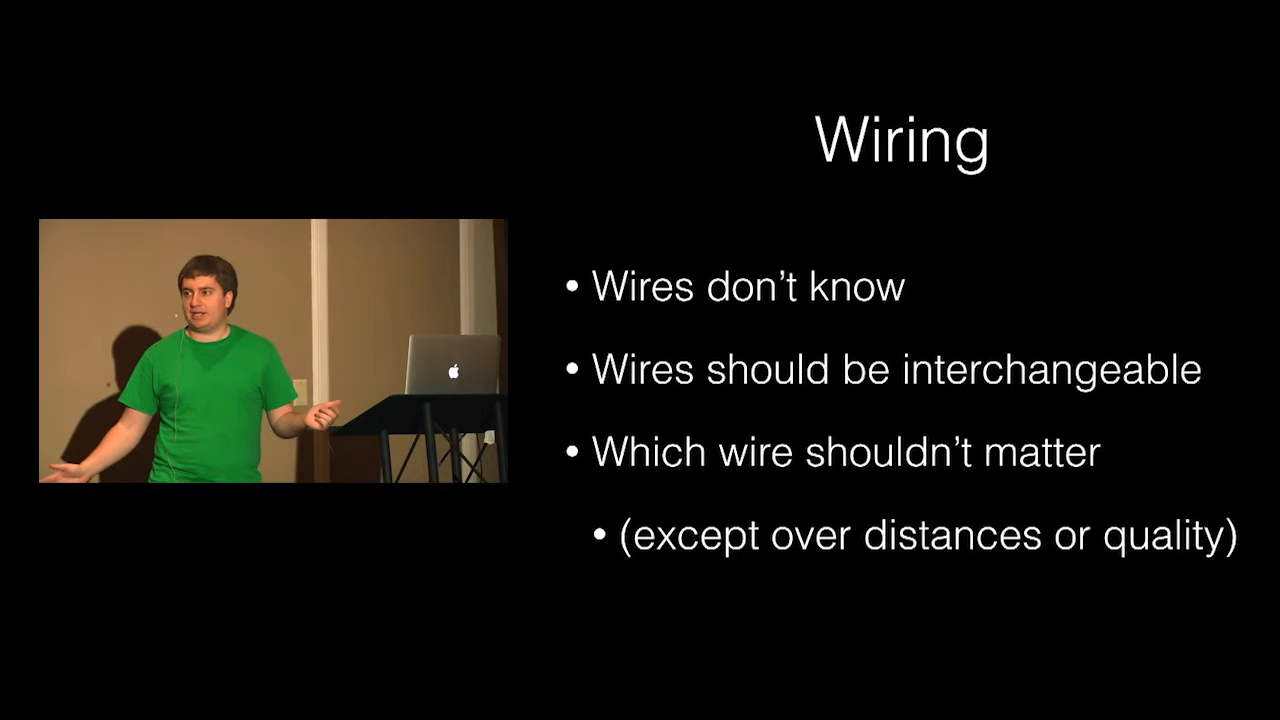 Wiring
• Wires don't know
• Wires should be interchangeable
• Which wire shouldn't matter
• (except over distances or quality)